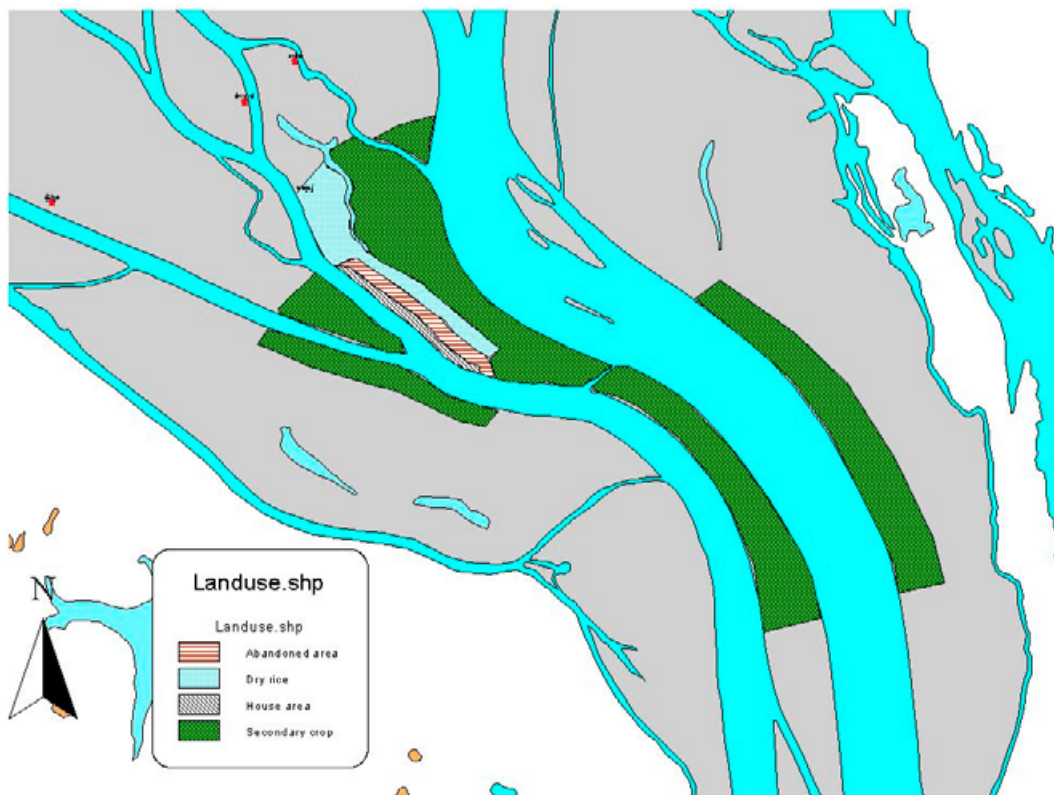 N
Landuse.shp
Landuse.shp
Abandoned area
Dry rice
House area
Secondary crop